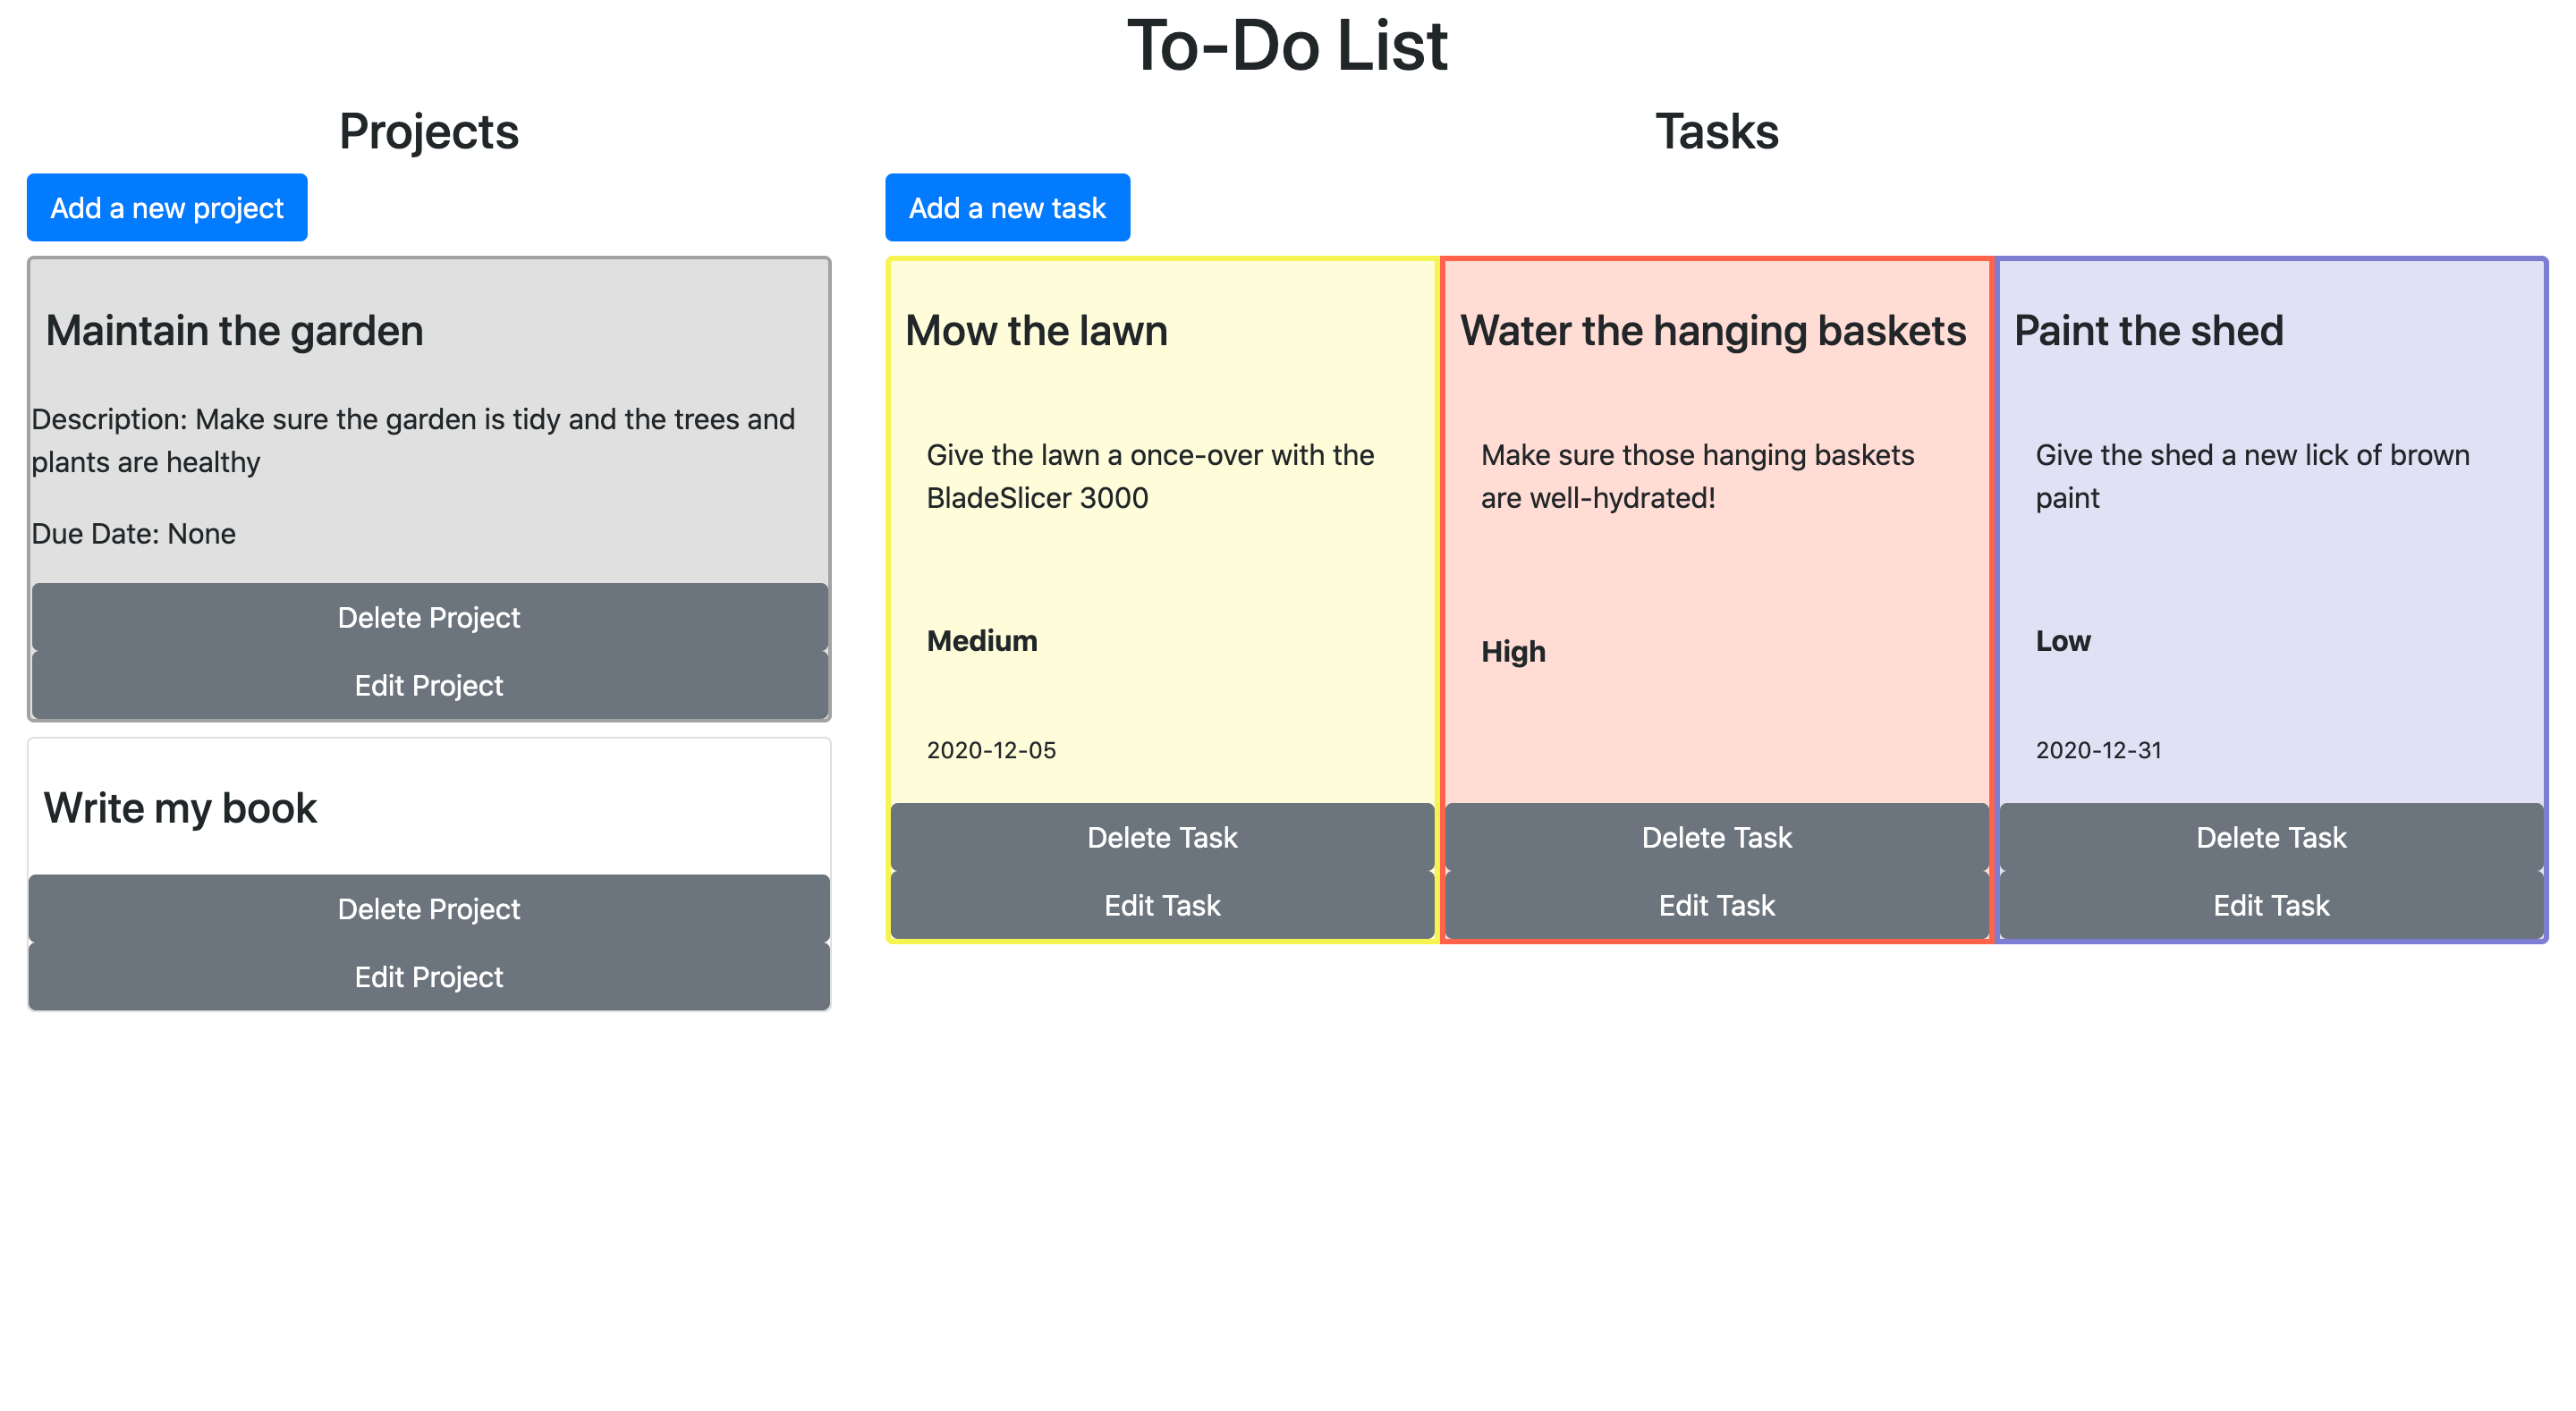 To-Do List
Projects
Add a new project
Maintain the garden
Description: Make sure the garden is tidy and the trees and
plants are healthy
Due Date: None
Delete Project
Edit Project
Write my book
Delete Project
Edit Project
Tasks
Add a new task
Mow the lawn
Give the lawn a once-over with the
BladeSlicer 3000
Medium
2020-12-05
Delete Task
Edit Task
Water the hanging baskets
Make sure those hanging baskets
are well-hydrated!
High
Delete Task
Edit Task
Paint the shed
Give the shed a new lick of brown
paint
Low
2020-12-31
Delete Task
Edit Task